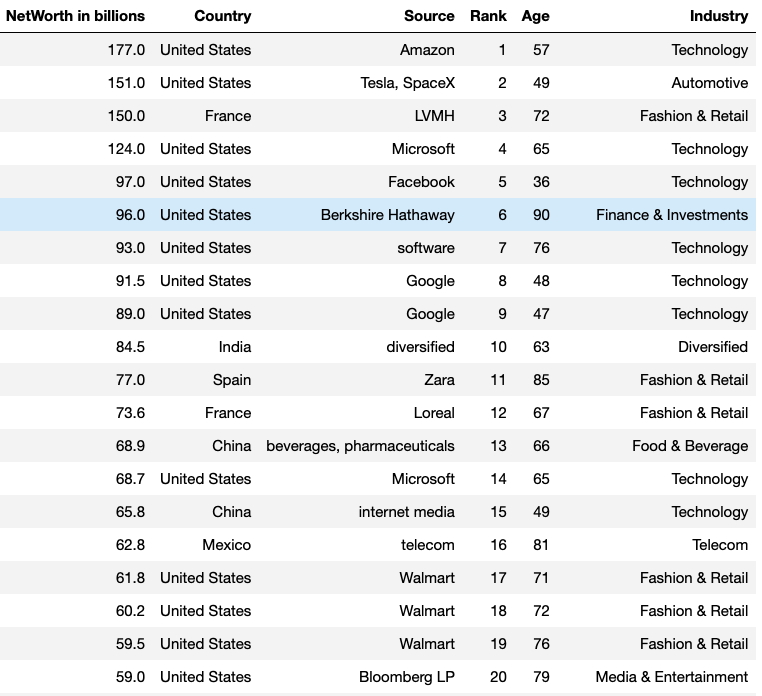 NetWorth in billions Country Source Rank Age Industry
177.0 United States Amazon 1 57 Technology
151.0 United States Tesla, SpaceX 2 49 Automotive
150.0 France LVMH 3 72 Fashion & Retail
124.0 United States Microsoft 4 65 Technology
97.0 United States Facebook 5 36 Technology
96.0 United States Berkshire Hathaway 6 90 Finance & Investments
93.0 United States software 7 76 Technology
91.5 United States Google 8 48 Technology
89.0 United States Google 9 47 Technology
84.5 India diversified 10 63 Diversified
77.0 Spain Zara 11 85 Fashion & Retail
73.6 France Loreal 12 67 Fashion & Retail
68.9 China beverages, pharmaceuticals 13 66 Food & Beverage
68.7 United States Microsoft 14 65 Technology
65.8 China internet media 15 49 Technology
62.8 Mexico telecom 16 81 Telecom
61.8 United States Walmart 17 71 Fashion & Retail
60.2 United States Walmart 18 72 Fashion & Retail
59.5 United States Walmart 19 76 Fashion & Retail
59.0 United States Bloomberg LP 20 79 Media & Entertainment